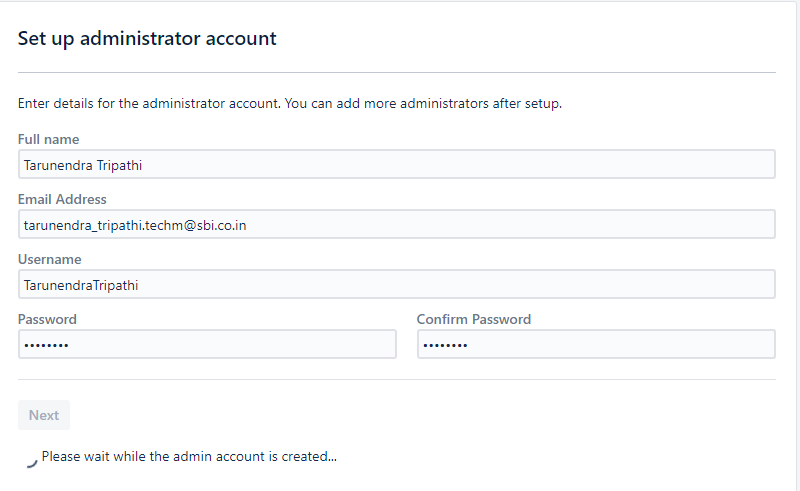 Set up administrator account
Enter details for the administrator account. You can add more administrators after setup.
Full name
Tarunendra Tripathi
Email Address
tarunendra_tripathi.techm@sbi.co.in
Username
TarunendraTripathi
Password Confirm Password
•••••••• ••••••••
Next
Please wait while the admin account is created...